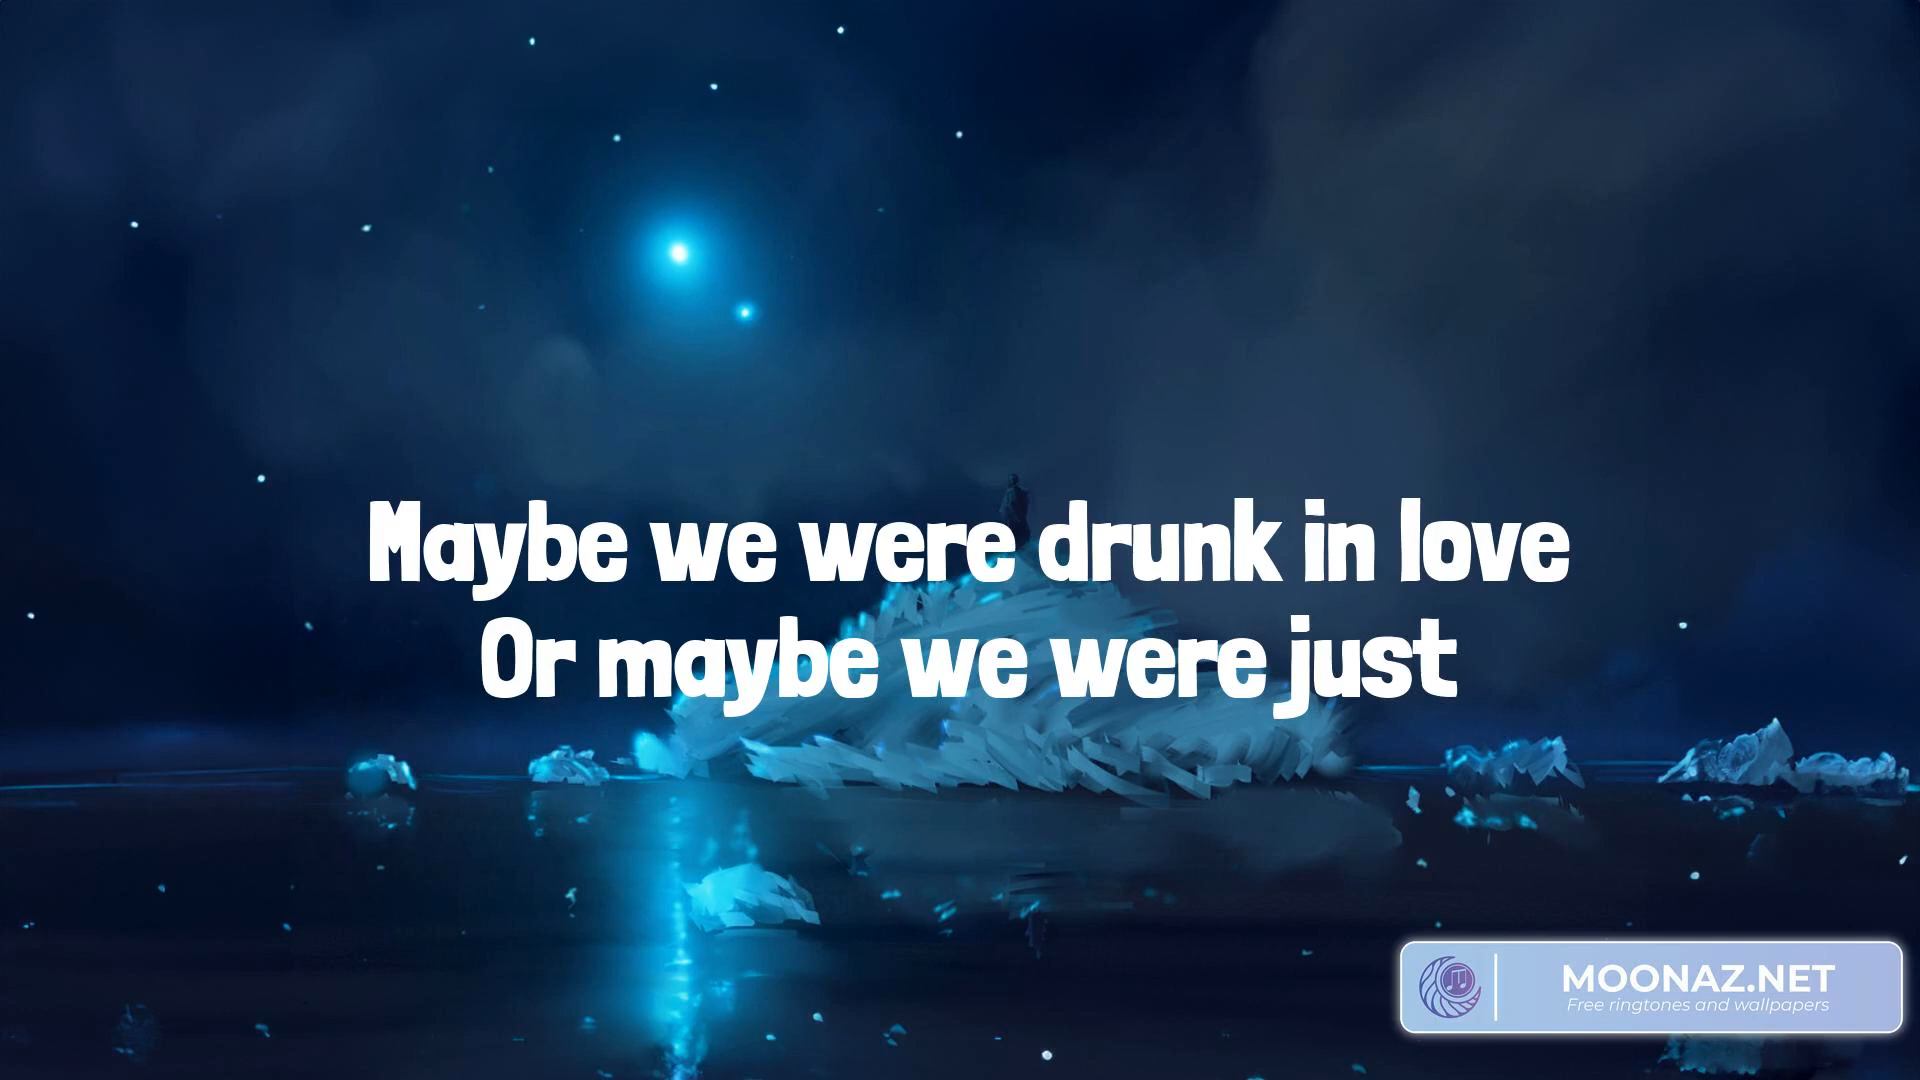 Maybe we were drunk in love
Or maybe we were just
MOONAZ.NET
Free ringtones and wallpapers